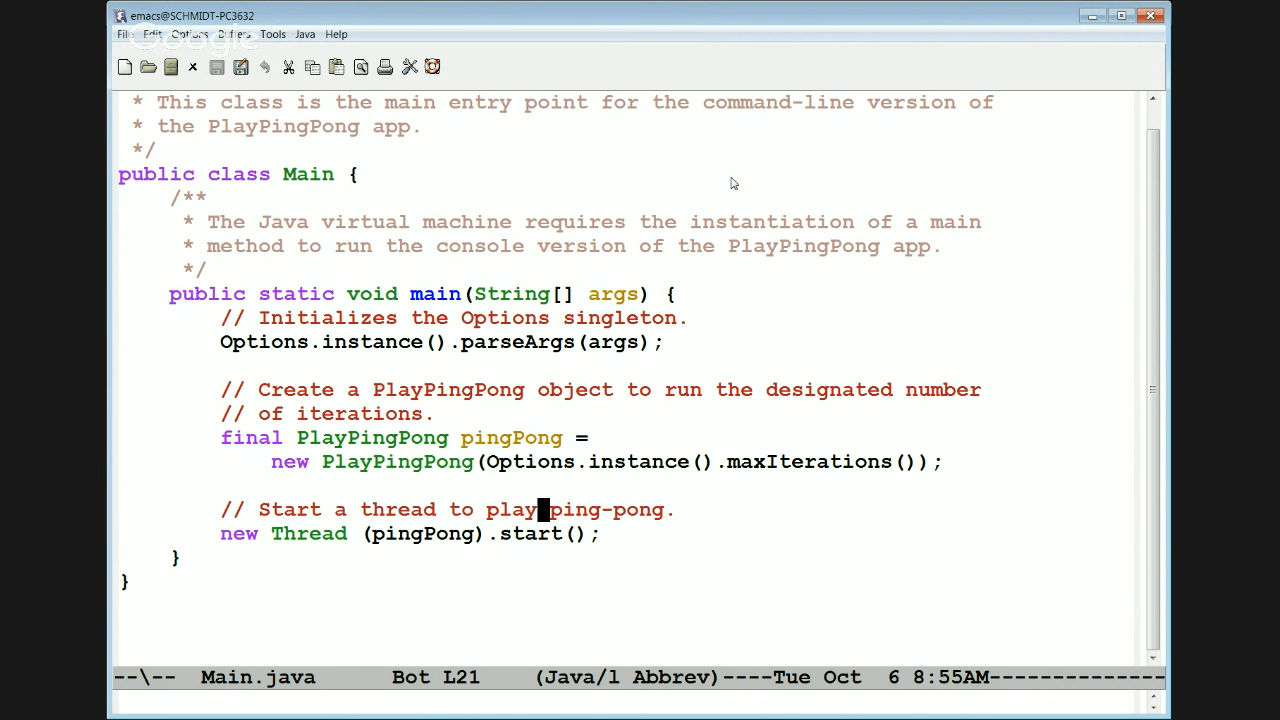 emacs@SCHMIDT-PC3632
File Edit Options Buffers Tools Java Help
Google
* This class is the main entry point for the command-line version of
* the PlayPingPong app.
*/
public class Main {
/**
* The Java virtual machine requires the instantiation of a main
* method to run the console version of the PlayPingPong app.
*/
public static void main(String[] args) {
// Initializes the Options singleton.
Options.instance().parseArgs(args);
// Create a PlayPingPong object to run the designated number
// of iterations.
final PlayPingPong pingPong =
new PlayPingPong(Options.instance().maxIterations());
// Start a thread to play ping-pong.
new Thread (pingPong).start();
}
}
--\-- Main.java Bot L21 (Java/l Abbrev)----Tue Oct 6 8:55AM--------------